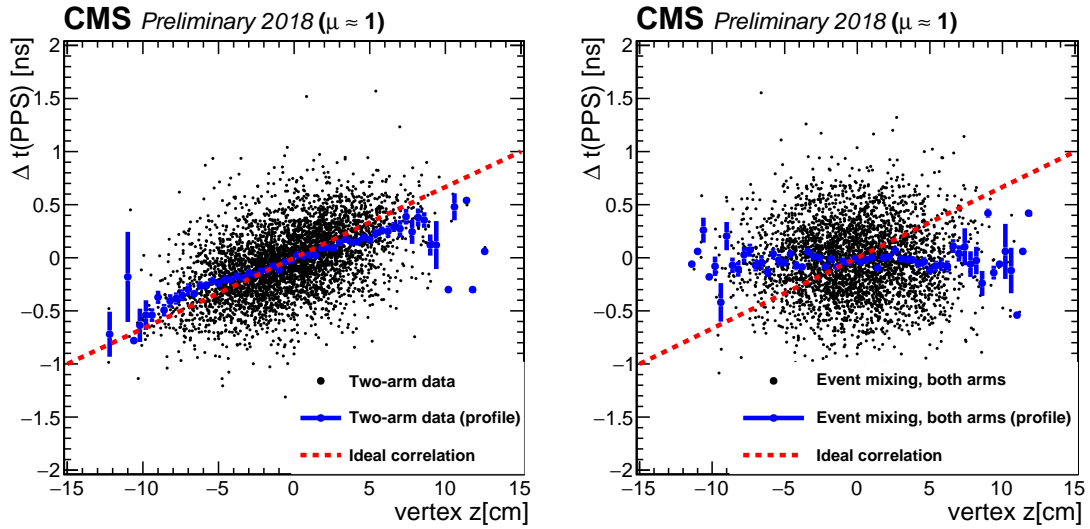 CMS Preliminary 2018 (μ ≈ 1)
Δ t(PPS) [ns]
2
1.5
1
0.5
0
−0.5
−1
−1.5
−2
Two-arm data
Two-arm data (profile)
Ideal correlation
−15 −10 −5 0 5 10 15
vertex z[cm]
CMS Preliminary 2018 (μ ≈ 1)
Δ t(PPS) [ns]
2
1.5
1
0.5
0
−0.5
−1
−1.5
−2
Event mixing, both arms
Event mixing, both arms (profile)
Ideal correlation
−15 −10 −5 0 5 10 15
vertex z[cm]